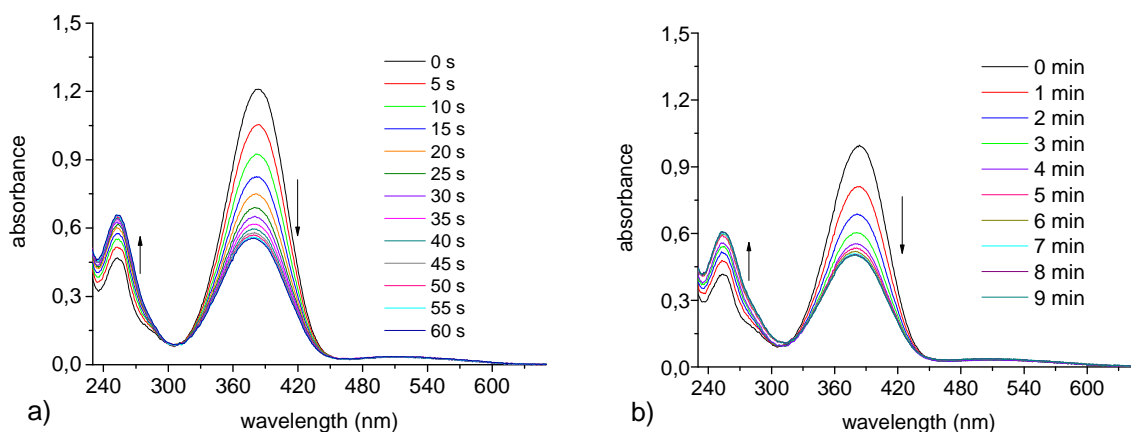 1,5
1,2
0,9
0,6
0,3
0,0
absorbance
240 300 360 420 480 540 600
wavelength (nm)
0 s
5 s
10 s
15 s
20 s
25 s
30 s
35 s
40 s
45 s
50 s
55 s
60 s
a)
1,5
1,2
0,9
0,6
0,3
0,0
absorbance
240 300 360 420 480 540 600
wavelength (nm)
0 min
1 min
2 min
3 min
4 min
5 min
6 min
7 min
8 min
9 min
b)